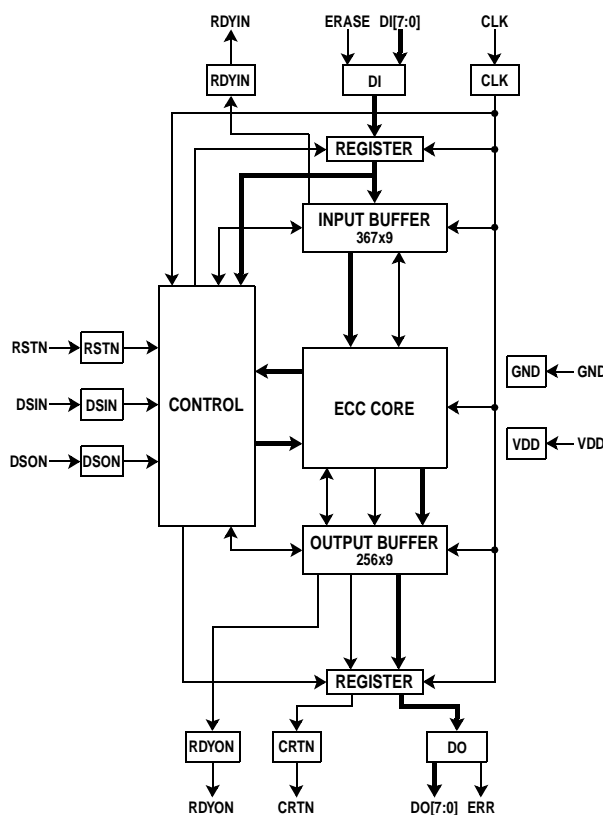 RDYIN
ERASE DI[7:0]
CLK
RDYIN
DI
CLK
REGISTER
INPUT BUFFER
367x9
RSTN
RSTN
DSIN
DSIN
DSON
DSON
CONTROL
ECC CORE
GND
GND
VDD
VDD
OUTPUT BUFFER
256x9
REGISTER
RDYON
CRTN
DO
RDYON
CRTN
DO[7:0] ERR